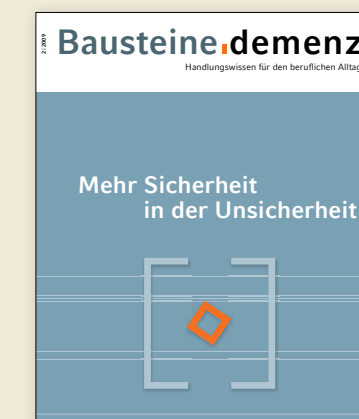 2 | 2009
Bausteine.demenz
Handlungswissen für den beruflichen Alltag
Mehr Sicherheit
in der Unsicherheit